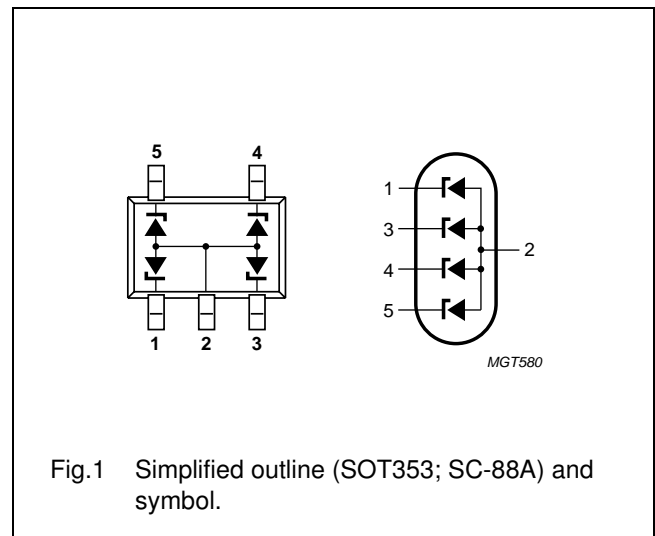 5 4
1 2 3
1
3
2
4
5
MGT580
Fig.1 Simplified outline (SOT353; SC-88A) and
symbol.